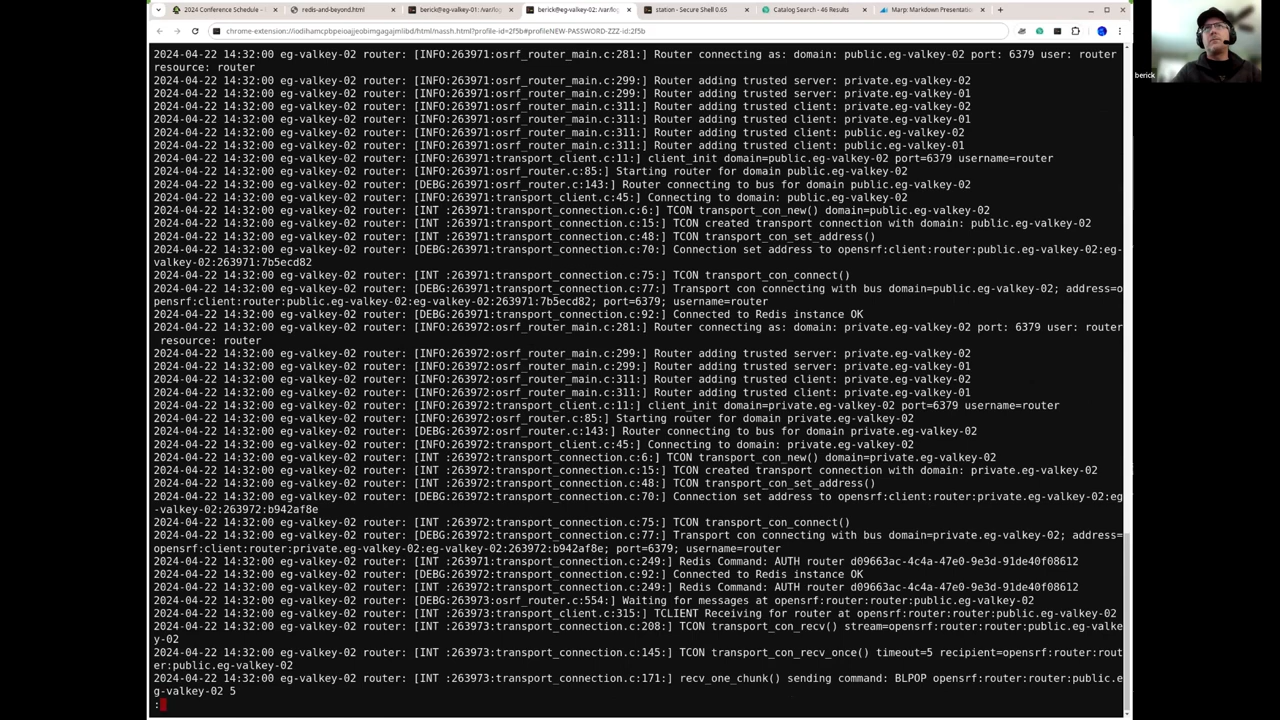 2024 Conference Schedule -
redis-and-beyond.html
berick@eg-valkey-01: /var/log
berick@eg-valkey-02: /var/log
station - Secure Shell 0.65
Catalog Search - 46 Results
Marp: Markdown Presentatio
chrome-extension://iodihamcpbpeioajjeobimgagajmlibd/html/nassh.html?profile-id=2f5b#profileNEW-PASSWORD-ZZZ-id:2f5b
berick
2024-04-22 14:32:00 eg-valkey-02 router: [INFO:263971:osrf_router_main.c:281:] Router connecting as: domain: public.eg-valkey-02 port: 6379 user: router
resource: router
2024-04-22 14:32:00 eg-valkey-02 router: [INFO:263971:osrf_router_main.c:299:] Router adding trusted server: private.eg-valkey-02
2024-04-22 14:32:00 eg-valkey-02 router: [INFO:263971:osrf_router_main.c:299:] Router adding trusted server: private.eg-valkey-01
2024-04-22 14:32:00 eg-valkey-02 router: [INFO:263971:osrf_router_main.c:311:] Router adding trusted client: private.eg-valkey-02
2024-04-22 14:32:00 eg-valkey-02 router: [INFO:263971:osrf_router_main.c:311:] Router adding trusted client: private.eg-valkey-01
2024-04-22 14:32:00 eg-valkey-02 router: [INFO:263971:osrf_router_main.c:311:] Router adding trusted client: public.eg-valkey-02
2024-04-22 14:32:00 eg-valkey-02 router: [INFO:263971:osrf_router_main.c:311:] Router adding trusted client: public.eg-valkey-01
2024-04-22 14:32:00 eg-valkey-02 router: [INFO:263971:transport_client.c:11:] client_init domain=public.eg-valkey-02 port=6379 username=router
2024-04-22 14:32:00 eg-valkey-02 router: [INFO:263971:osrf_router.c:85:] Starting router for domain public.eg-valkey-02
2024-04-22 14:32:00 eg-valkey-02 router: [DEBG:263971:osrf_router.c:143:] Router connecting to bus for domain public.eg-valkey-02
2024-04-22 14:32:00 eg-valkey-02 router: [INFO:263971:transport_client.c:45:] Connecting to domain: public.eg-valkey-02
2024-04-22 14:32:00 eg-valkey-02 router: [INT :263971:transport_connection.c:6:] TCON transport_con_new() domain=public.eg-valkey-02
2024-04-22 14:32:00 eg-valkey-02 router: [INT :263971:transport_connection.c:15:] TCON created transport connection with domain: public.eg-valkey-02
2024-04-22 14:32:00 eg-valkey-02 router: [INT :263971:transport_connection.c:48:] TCON transport_con_set_address()
2024-04-22 14:32:00 eg-valkey-02 router: [DEBG:263971:transport_connection.c:70:] Connection set address to opensrf:client:router:public.eg-valkey-02:eg-
valkey-02:263971:7b5ecd82
2024-04-22 14:32:00 eg-valkey-02 router: [INT :263971:transport_connection.c:75:] TCON transport_con_connect()
2024-04-22 14:32:00 eg-valkey-02 router: [DEBG:263971:transport_connection.c:77:] Transport con connecting with bus domain=public.eg-valkey-02; address=o
pensrf:client:router:public.eg-valkey-02:eg-valkey-02:263971:7b5ecd82; port=6379; username=router
2024-04-22 14:32:00 eg-valkey-02 router: [DEBG:263971:transport_connection.c:92:] Connected to Redis instance OK
2024-04-22 14:32:00 eg-valkey-02 router: [INFO:263972:osrf_router_main.c:281:] Router connecting as: domain: private.eg-valkey-02 port: 6379 user: router
 resource: router
2024-04-22 14:32:00 eg-valkey-02 router: [INFO:263972:osrf_router_main.c:299:] Router adding trusted server: private.eg-valkey-02
2024-04-22 14:32:00 eg-valkey-02 router: [INFO:263972:osrf_router_main.c:299:] Router adding trusted server: private.eg-valkey-01
2024-04-22 14:32:00 eg-valkey-02 router: [INFO:263972:osrf_router_main.c:311:] Router adding trusted client: private.eg-valkey-02
2024-04-22 14:32:00 eg-valkey-02 router: [INFO:263972:osrf_router_main.c:311:] Router adding trusted client: private.eg-valkey-01
2024-04-22 14:32:00 eg-valkey-02 router: [INFO:263972:transport_client.c:11:] client_init domain=private.eg-valkey-02 port=6379 username=router
2024-04-22 14:32:00 eg-valkey-02 router: [INFO:263972:osrf_router.c:85:] Starting router for domain private.eg-valkey-02
2024-04-22 14:32:00 eg-valkey-02 router: [DEBG:263972:osrf_router.c:143:] Router connecting to bus for domain private.eg-valkey-02
2024-04-22 14:32:00 eg-valkey-02 router: [INFO:263972:transport_client.c:45:] Connecting to domain: private.eg-valkey-02
2024-04-22 14:32:00 eg-valkey-02 router: [INT :263972:transport_connection.c:6:] TCON transport_con_new() domain=private.eg-valkey-02
2024-04-22 14:32:00 eg-valkey-02 router: [INT :263972:transport_connection.c:15:] TCON created transport connection with domain: private.eg-valkey-02
2024-04-22 14:32:00 eg-valkey-02 router: [INT :263972:transport_connection.c:48:] TCON transport_con_set_address()
2024-04-22 14:32:00 eg-valkey-02 router: [DEBG:263972:transport_connection.c:70:] Connection set address to opensrf:client:router:private.eg-valkey-02:eg
-valkey-02:263972:b942af8e
2024-04-22 14:32:00 eg-valkey-02 router: [INT :263972:transport_connection.c:75:] TCON transport_con_connect()
2024-04-22 14:32:00 eg-valkey-02 router: [DEBG:263972:transport_connection.c:77:] Transport con connecting with bus domain=private.eg-valkey-02; address=
opensrf:client:router:private.eg-valkey-02:eg-valkey-02:263972:b942af8e; port=6379; username=router
2024-04-22 14:32:00 eg-valkey-02 router: [INT :263971:transport_connection.c:249:] Redis Command: AUTH router d09663ac-4c4a-47e0-9e3d-91de40f08612
2024-04-22 14:32:00 eg-valkey-02 router: [DEBG:263972:transport_connection.c:92:] Connected to Redis instance OK
2024-04-22 14:32:00 eg-valkey-02 router: [INT :263972:transport_connection.c:249:] Redis Command: AUTH router d09663ac-4c4a-47e0-9e3d-91de40f08612
2024-04-22 14:32:00 eg-valkey-02 router: [DEBG:263973:osrf_router.c:554:] Waiting for messages at opensrf:router:router:public.eg-valkey-02
2024-04-22 14:32:00 eg-valkey-02 router: [INT :263973:transport_client.c:315:] TCLIENT Receiving for router at opensrf:router:router:public.eg-valkey-02
2024-04-22 14:32:00 eg-valkey-02 router: [INT :263973:transport_connection.c:208:] TCON transport_con_recv() stream=opensrf:router:router:public.eg-valke
y-02
2024-04-22 14:32:00 eg-valkey-02 router: [INT :263973:transport_connection.c:145:] TCON transport_con_recv_once() timeout=5 recipient=opensrf:router:rout
er:public.eg-valkey-02
2024-04-22 14:32:00 eg-valkey-02 router: [INT :263973:transport_connection.c:171:] recv_one_chunk() sending command: BLPOP opensrf:router:router:public.e
g-valkey-02 5
: